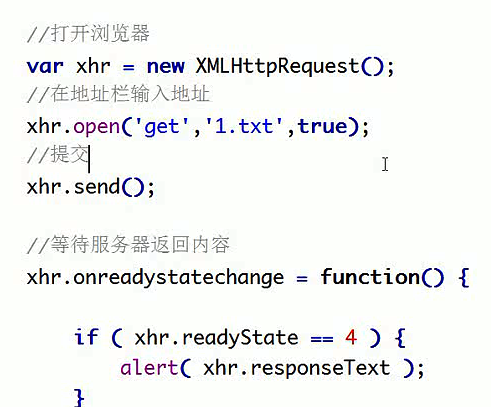 //打开浏览器
var xhr = new XMLHttpRequest();
//在地址栏输入地址
xhr.open('get','1.txt',true);
//提交
xhr.send();
//等待服务器返回内容
xhr.onreadystatechange = function() {
if ( xhr.readyState == 4 ) {
alert( xhr.responseText );
}